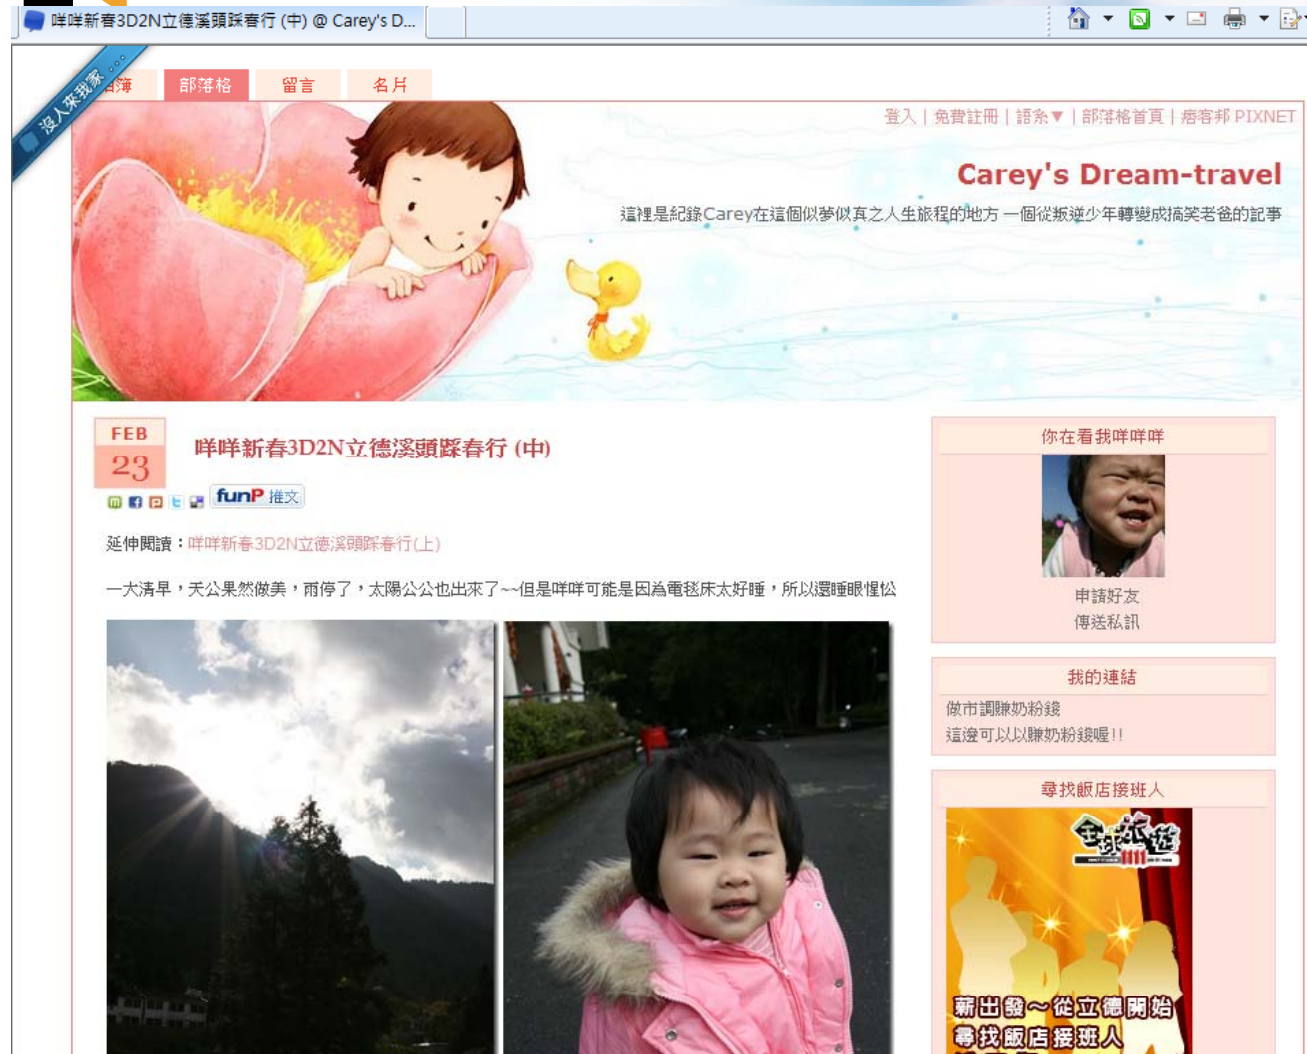 咩咩新春3D2N立德溪頭踩春行 (中) @ Carey's D...
沒人來我家 ...
部落格
留言
名片
登入 | 免費註冊 | 語系▼ | 部落格首頁 | 痞客邦 PIXNET
Carey's Dream-travel
這裡是紀錄Carey在這個似夢似真之人生旅程的地方 一個從叛逆少年轉變成搞笑老爸的記事
FEB
23
咩咩新春3D2N立德溪頭踩春行 (中)
funP 推文
延伸閱讀：咩咩新春3D2N立德溪頭踩春行(上)
一大清早，天公果然做美，雨停了，太陽公公也出來了~~但是咩咩可能是因為電毯床太好睡，所以還睡眼惺忪
你在看我咩咩咩
申請好友
傳送私訊
我的連結
做市調賺奶粉錢
這邊可以以賺奶粉錢喔!!
尋找飯店接班人
全球旅遊
薪出發～從立德開始
尋找飯店接班人